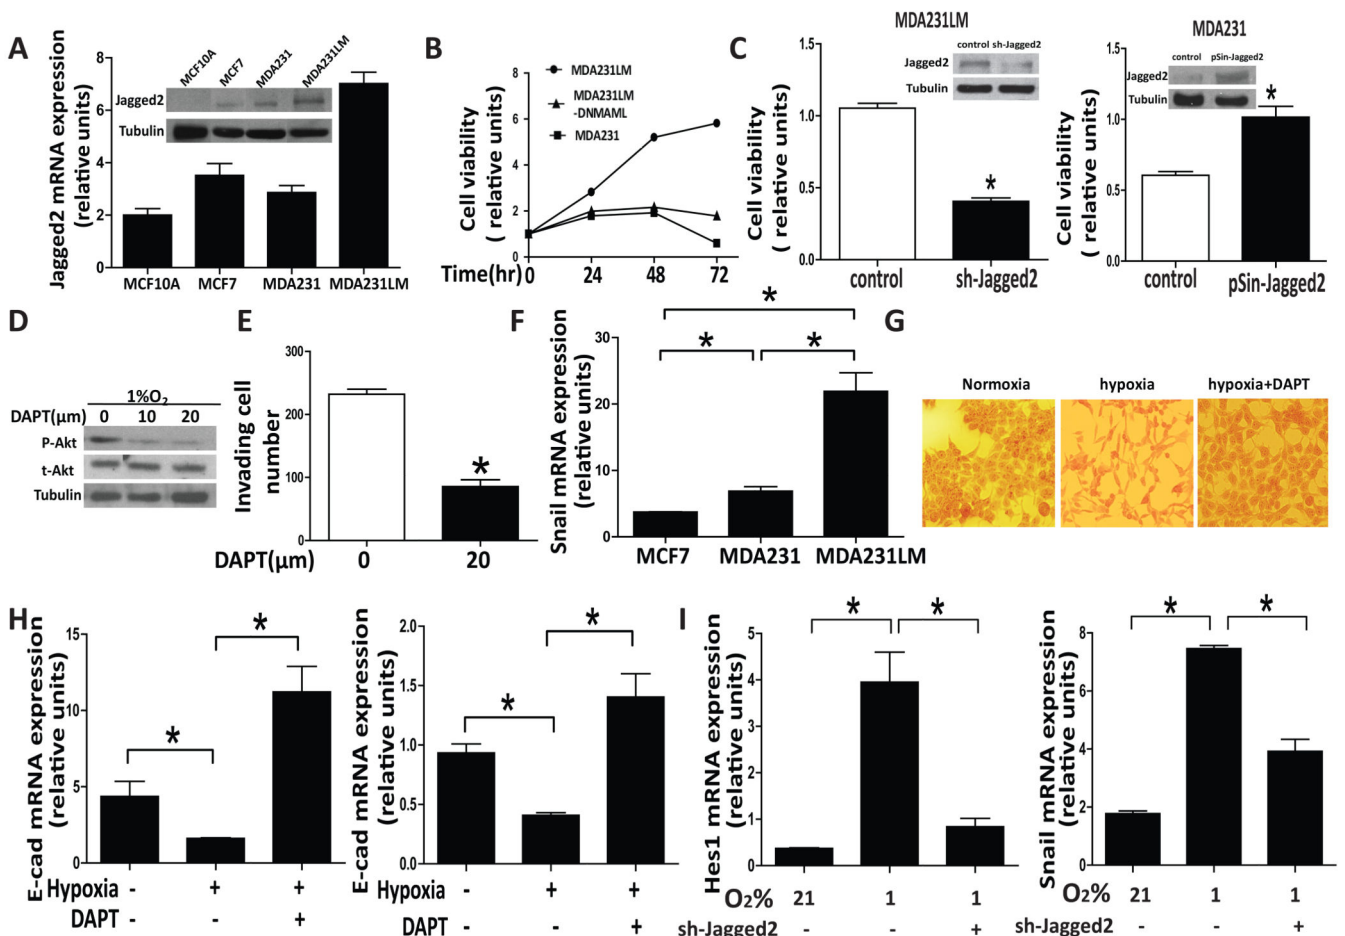 A
Jagged2 mRNA expression
(relative units)
8
6
4
2
0
MCF10A
MCF7
MDA231
MDA231LM
Jagged2
Tubulin
MCF10A MCF7 MDA231 MDA231LM
B
Cell viability
( relative units)
8
6
4
2
0
MDA231LM
MDA231LM
-DNMAML
MDA231
Time(hr) 0 24 48 72
C
MDA231LM
Cell viability
( relative units)
1.5
1.0
0.5
0.0
control sh-Jagged2
Jagged2
Tubulin
*
control sh-Jagged2
MDA231
Cell viability
( relative units)
1.5
1.0
0.5
0.0
control pSin-Jagged2
Jagged2
Tubulin
*
control pSin-Jagged2
D
1%O2
DAPT(μm) 0 10 20
P-Akt
t-Akt
Tubulin
E
Invading cell
number
300
200
100
0
*
DAPT(μm) 0 20
F
Snail mRNA expression
(relative units)
30
20
10
0
*
* *
MCF7 MDA231 MDA231LM
G
Normoxia hypoxia hypoxia+DAPT
H
E-cad mRNA expression
(relative units)
15
10
5
0
* *
Hypoxia - + +
DAPT - - +
E-cad mRNA expression
(relative units)
2.0
1.5
1.0
0.5
0.0
* *
Hypoxia - + +
DAPT - - +
I
Hes1 mRNA expression
(relative units)
5
4
3
2
1
0
* *
O2% 21 1 1
sh-Jagged2 - - +
Snail mRNA expression
(relative units)
8
6
4
2
0
* *
O2% 21 1 1
sh-Jagged2 - - +